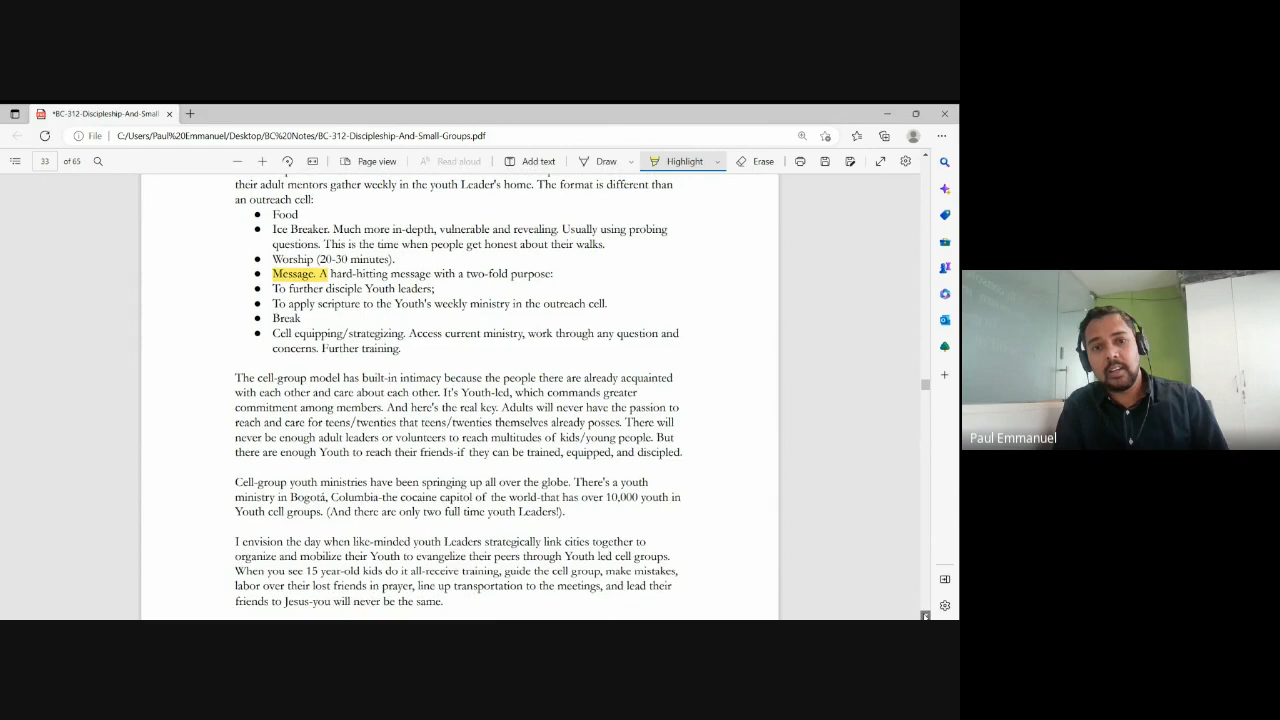 *BC-312-Discipleship-And-Small
File
C:/Users/Paul%20Emmanuel/Desktop/BC%20Notes/BC-312-Discipleship-And-Small-Groups.pdf
33 of 65
Page view
Read aloud
Add text
Draw
Highlight
Erase
their adult mentors gather weekly in the youth Leader's home. The format is different than
an outreach cell:
● Food
● Ice Breaker. Much more in-depth, vulnerable and revealing. Usually using probing
questions. This is the time when people get honest about their walks.
● Worship (20-30 minutes).
● Message. A hard-hitting message with a two-fold purpose:
● To further disciple Youth leaders;
● To apply scripture to the Youth's weekly ministry in the outreach cell.
● Break
● Cell equipping/strategizing. Access current ministry, work through any question and
concerns. Further training.
The cell-group model has built-in intimacy because the people there are already acquainted
with each other and care about each other. It's Youth-led, which commands greater
commitment among members. And here's the real key. Adults will never have the passion to
reach and care for teens/twenties that teens/twenties themselves already posses. There will
never be enough adult leaders or volunteers to reach multitudes of kids/young people. But
there are enough Youth to reach their friends-if they can be trained, equipped, and discipled.
Cell-group youth ministries have been springing up all over the globe. There's a youth
ministry in Bogotá, Columbia-the cocaine capitol of the world-that has over 10,000 youth in
Youth cell groups. (And there are only two full time youth Leaders!).
I envision the day when like-minded youth Leaders strategically link cities together to
organize and mobilize their Youth to evangelize their peers through Youth led cell groups.
When you see 15 year-old kids do it all-receive training, guide the cell group, make mistakes,
labor over their lost friends in prayer, line up transportation to the meetings, and lead their
friends to Jesus-you will never be the same.
Paul Emmanuel